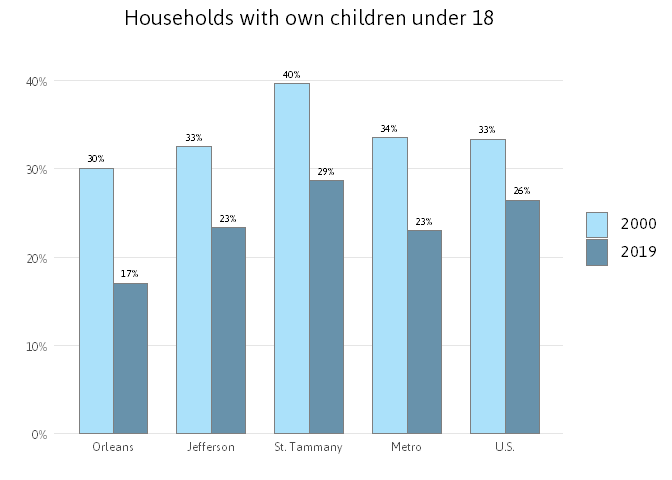 Households with own children under 18
40%
30%
20%
10%
0%
30%
17%
33%
23%
40%
29%
34%
23%
33%
26%
Orleans
Jefferson
St. Tammany
Metro
U.S.
2000
2019